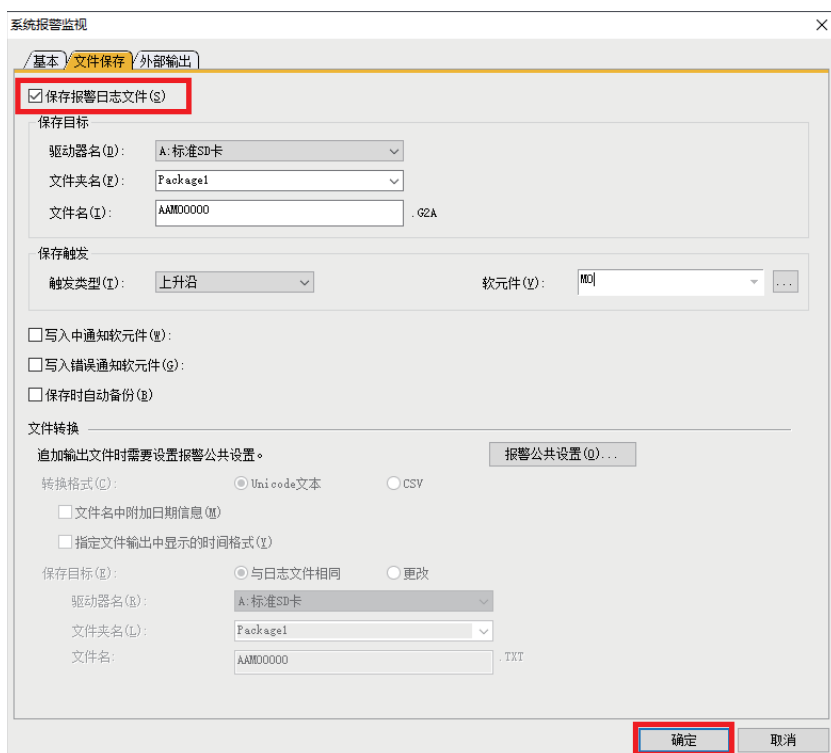 系统报警监视
基本 文件保存 外部输出
保存报警日志文件(S)
保存目标
驱动器名(D): A:标准SD卡
文件夹名(F): Package1
文件名(I): AAM00000 .G2A
保存触发
触发类型(T): 上升沿 软元件(V): M0 ...
写入中通知软元件(W):
写入错误通知软元件(G):
保存时自动备份(B)
文件转换
追加输出文件时需要设置报警公共设置。 报警公共设置(O)...
转换格式(C): Unicode文本 CSV
文件名中附加日期信息(M)
指定文件输出中显示的时间格式(Y)
保存目标(E): 与日志文件相同 更改
驱动器名(R): A:标准SD卡
文件夹名(L): Package1
文件名: AAM00000 .TXT
确定 取消